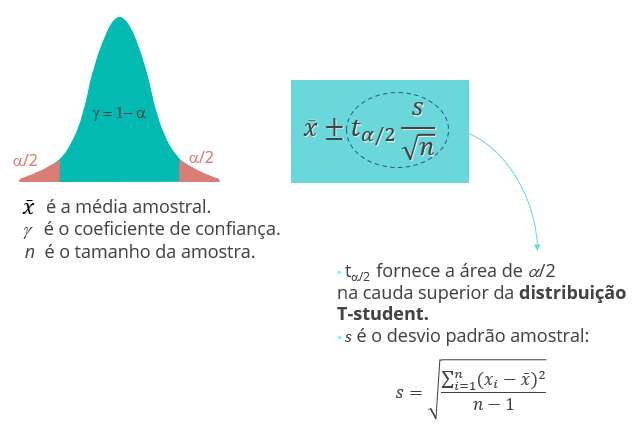 γ = 1− α
α/2
α/2
x̄ ± t_{α/2} s/√n
x̄ é a média amostral.
γ é o coeficiente de confiança.
n é o tamanho da amostra.
• t_{α/2} fornece a área de α/2
na cauda superior da distribuição
T-student.
• s é o desvio padrão amostral:
s = √(∑_{i=1}^{n}(x_i − x̄)²/(n − 1))